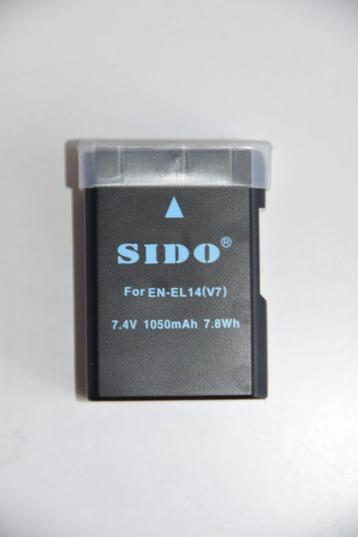 SIDO®
For EN-EL14(V7)
7.4V 1050mAh 7.8Wh